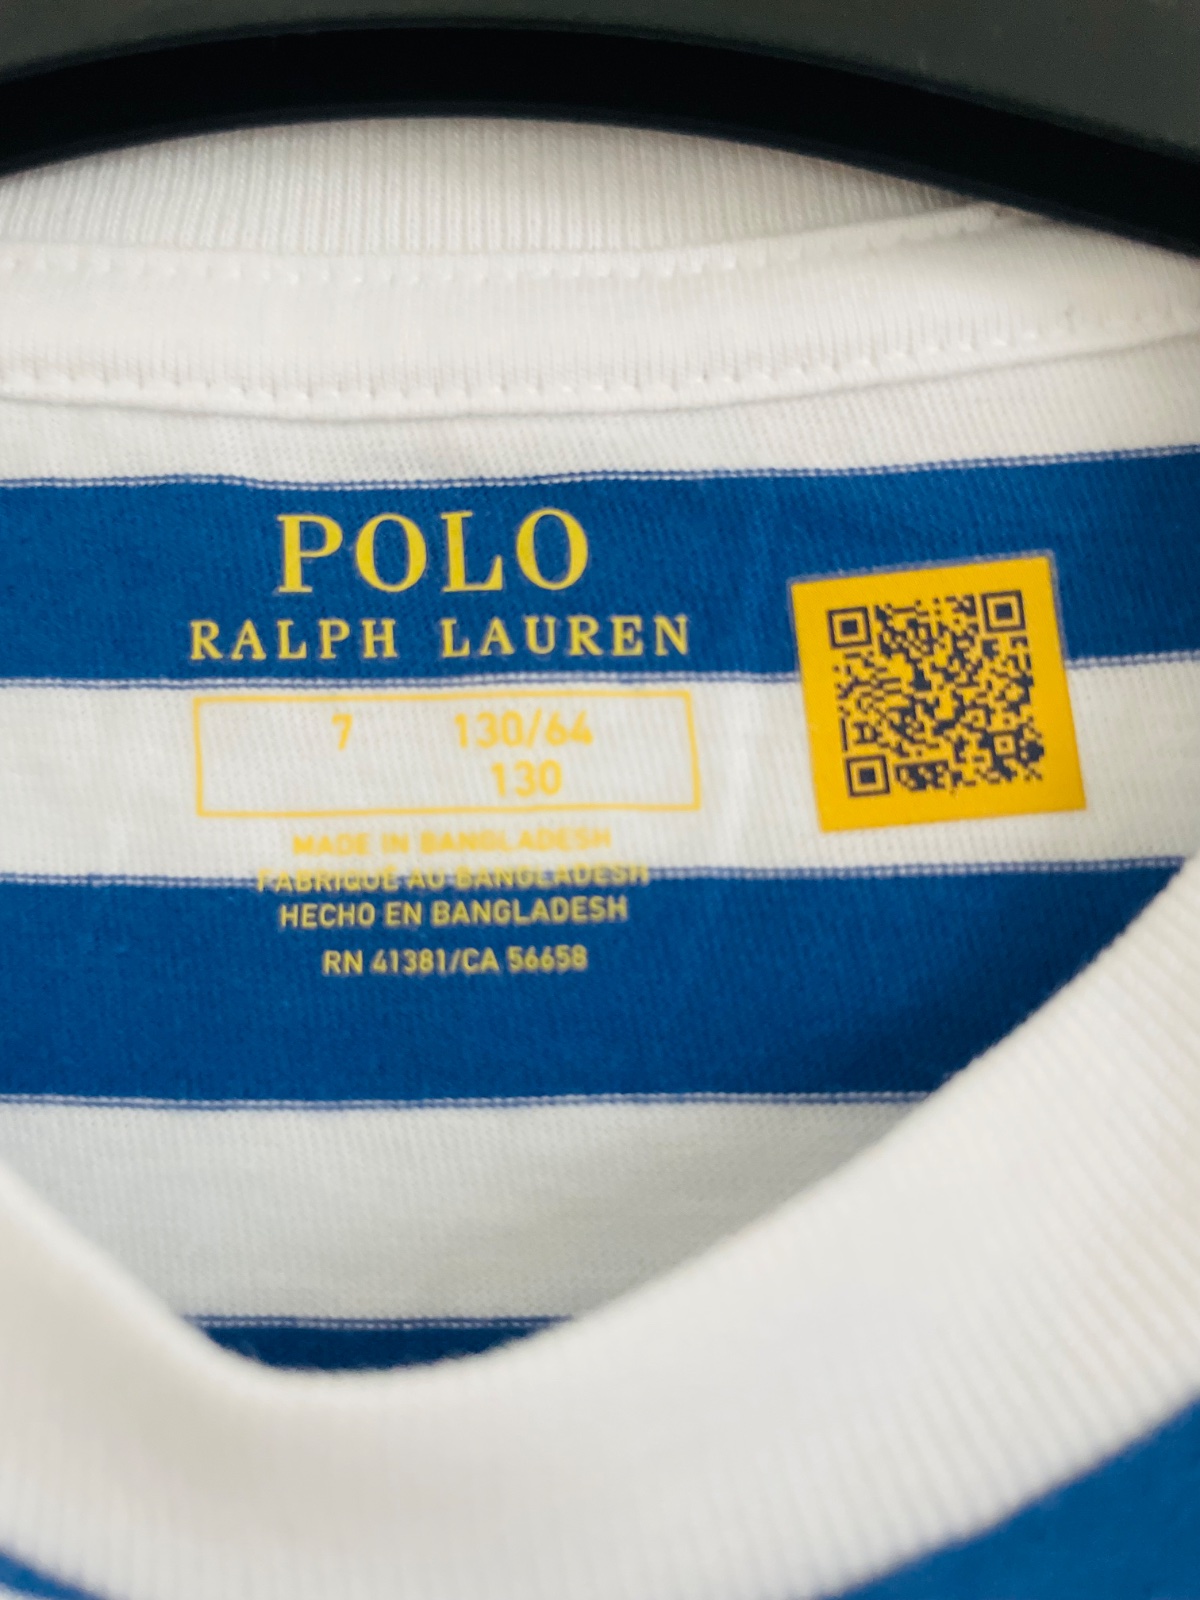 POLO
RALPH LAUREN
7 130/64
130
MADE IN BANGLADESH
FABRIQUÉ AU BANGLADESH
HECHO EN BANGLADESH
RN 41381/CA 56658